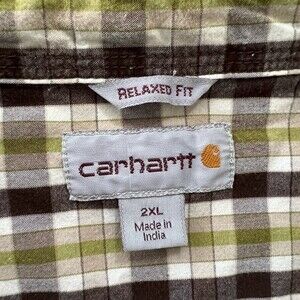 RELAXED FIT
carhartt
2XL
Made in
India